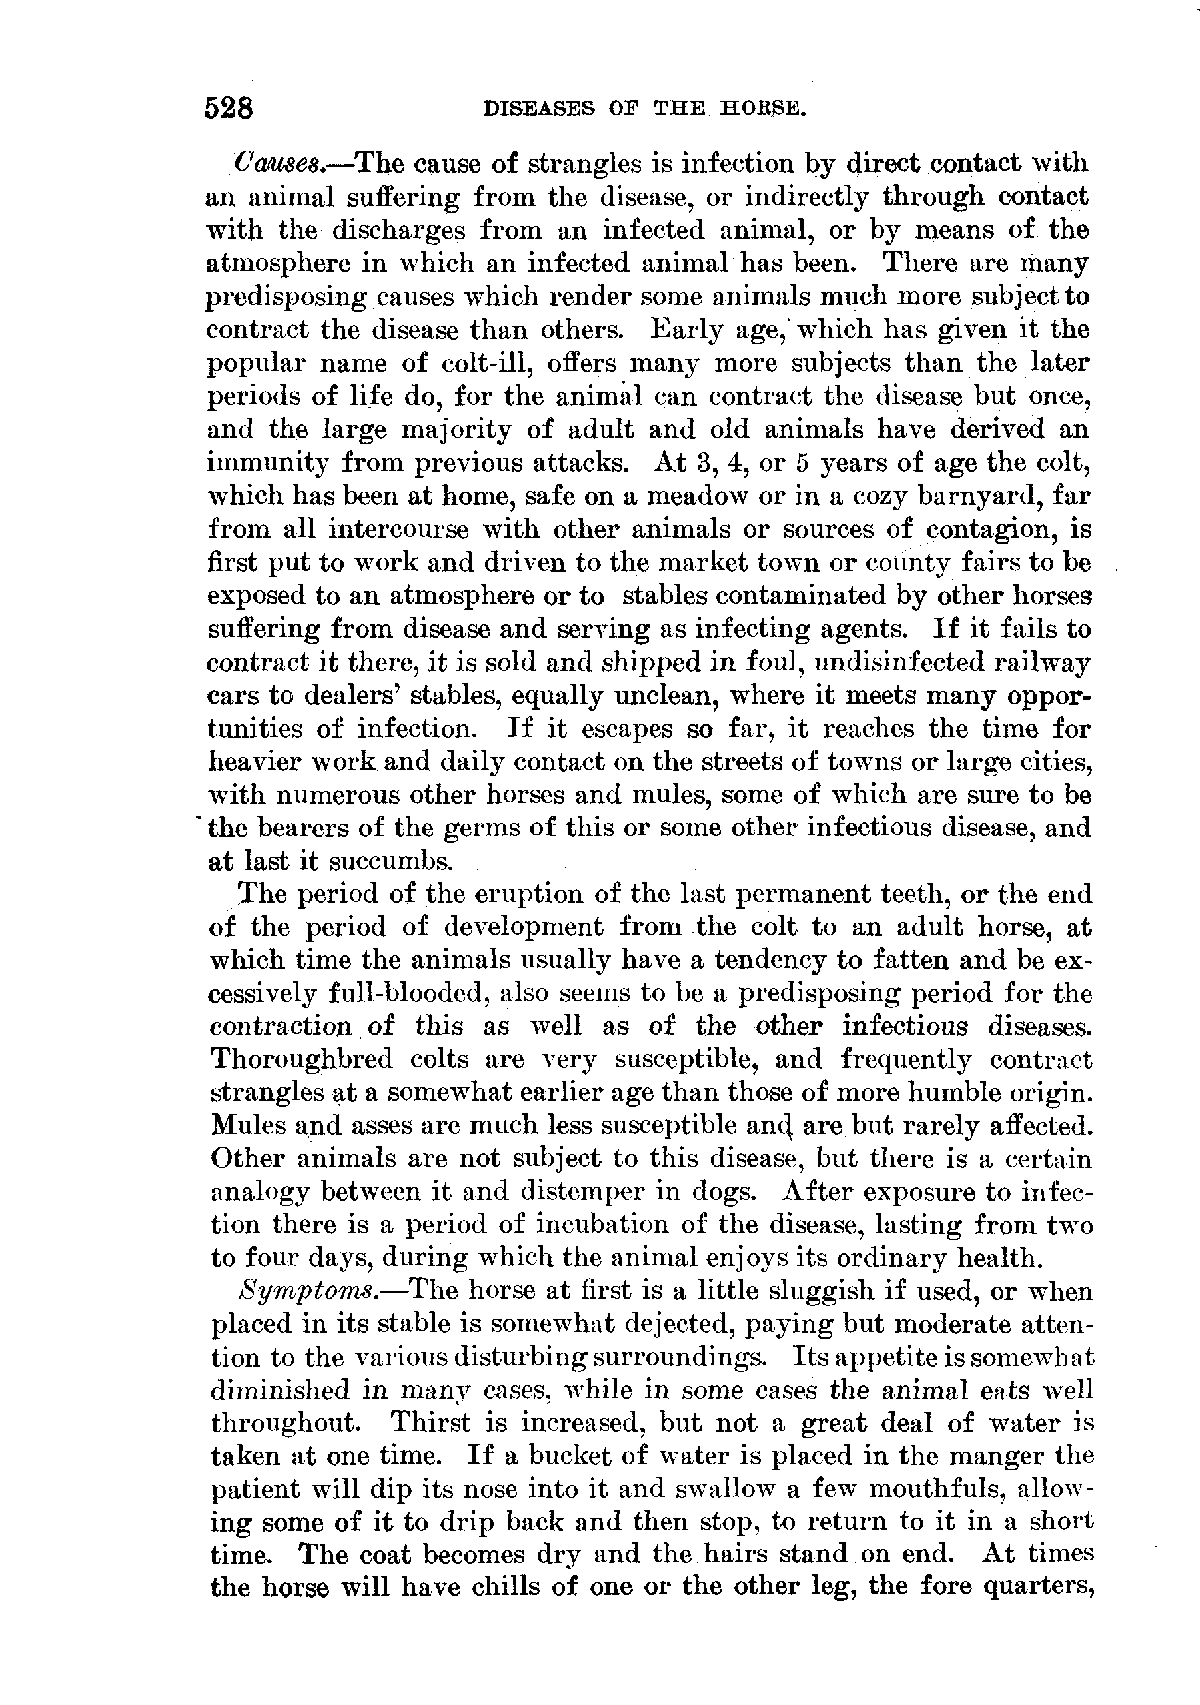 528 DISEASES OF THE HORSE.
Causes.—The cause of strangles is infection by direct contact with
an animal suffering from the disease, or indirectly through contact
with the discharges from an infected animal, or by means of the
atmosphere in which an infected animal has been. There are many
predisposing causes which render some animals much more subject to
contract the disease than others. Early age, which has given it the
popular name of colt-ill, offers many more subjects than the later
periods of life do, for the animal can contract the disease but once,
and the large majority of adult and old animals have derived an
immunity from previous attacks. At 3, 4, or 5 years of age the colt,
which has been at home, safe on a meadow or in a cozy barnyard, far
from all intercourse with other animals or sources of contagion, is
first put to work and driven to the market town or county fairs to be
exposed to an atmosphere or to stables contaminated by other horses
suffering from disease and serving as infecting agents. If it fails to
contract it there, it is sold and shipped in foul, undisinfected railway
cars to dealers' stables, equally unclean, where it meets many oppor-
tunities of infection. If it escapes so far, it reaches the time for
heavier work and daily contact on the streets of towns or large cities,
with numerous other horses and mules, some of which are sure to be
the bearers of the germs of this or some other infectious disease, and
at last it succumbs.
The period of the eruption of the last permanent teeth, or the end
of the period of development from the colt to an adult horse, at
which time the animals usually have a tendency to fatten and be ex-
cessively full-blooded, also seems to be a predisposing period for the
contraction of this as well as of the other infectious diseases.
Thoroughbred colts are very susceptible, and frequently contract
strangles at a somewhat earlier age than those of more humble origin.
Mules and asses are much less susceptible and are but rarely affected.
Other animals are not subject to this disease, but there is a certain
analogy between it and distemper in dogs. After exposure to infec-
tion there is a period of incubation of the disease, lasting from two
to four days, during which the animal enjoys its ordinary health.
Symptoms.—The horse at first is a little sluggish if used, or when
placed in its stable is somewhat dejected, paying but moderate atten-
tion to the various disturbing surroundings. Its appetite is somewhat
diminished in many cases, while in some cases the animal eats well
throughout. Thirst is increased, but not a great deal of water is
taken at one time. If a bucket of water is placed in the manger the
patient will dip its nose into it and swallow a few mouthfuls, allow-
ing some of it to drip back and then stop, to return to it in a short
time. The coat becomes dry and the hairs stand on end. At times
the horse will have chills of one or the other leg, the fore quarters,